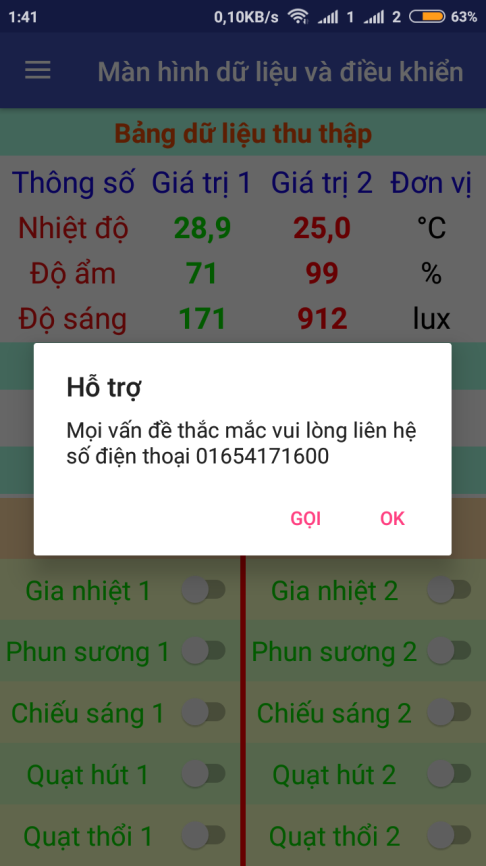 1:41 0,10KB/s 1 2 63%
Màn hình dữ liệu và điều khiển
Bảng dữ liệu thu thập
Thông số Giá trị 1 Giá trị 2 Đơn vị
Nhiệt độ 28,9 25,0 °C
Độ ẩm 71 99 %
Độ sáng 171 912 lux
Hỗ trợ
Mọi vấn đề thắc mắc vui lòng liên hệ
số điện thoại 01654171600
GỌI OK
Gia nhiệt 1 Gia nhiệt 2
Phun sương 1 Phun sương 2
Chiếu sáng 1 Chiếu sáng 2
Quạt hút 1 Quạt hút 2
Quạt thổi 1 Quạt thổi 2